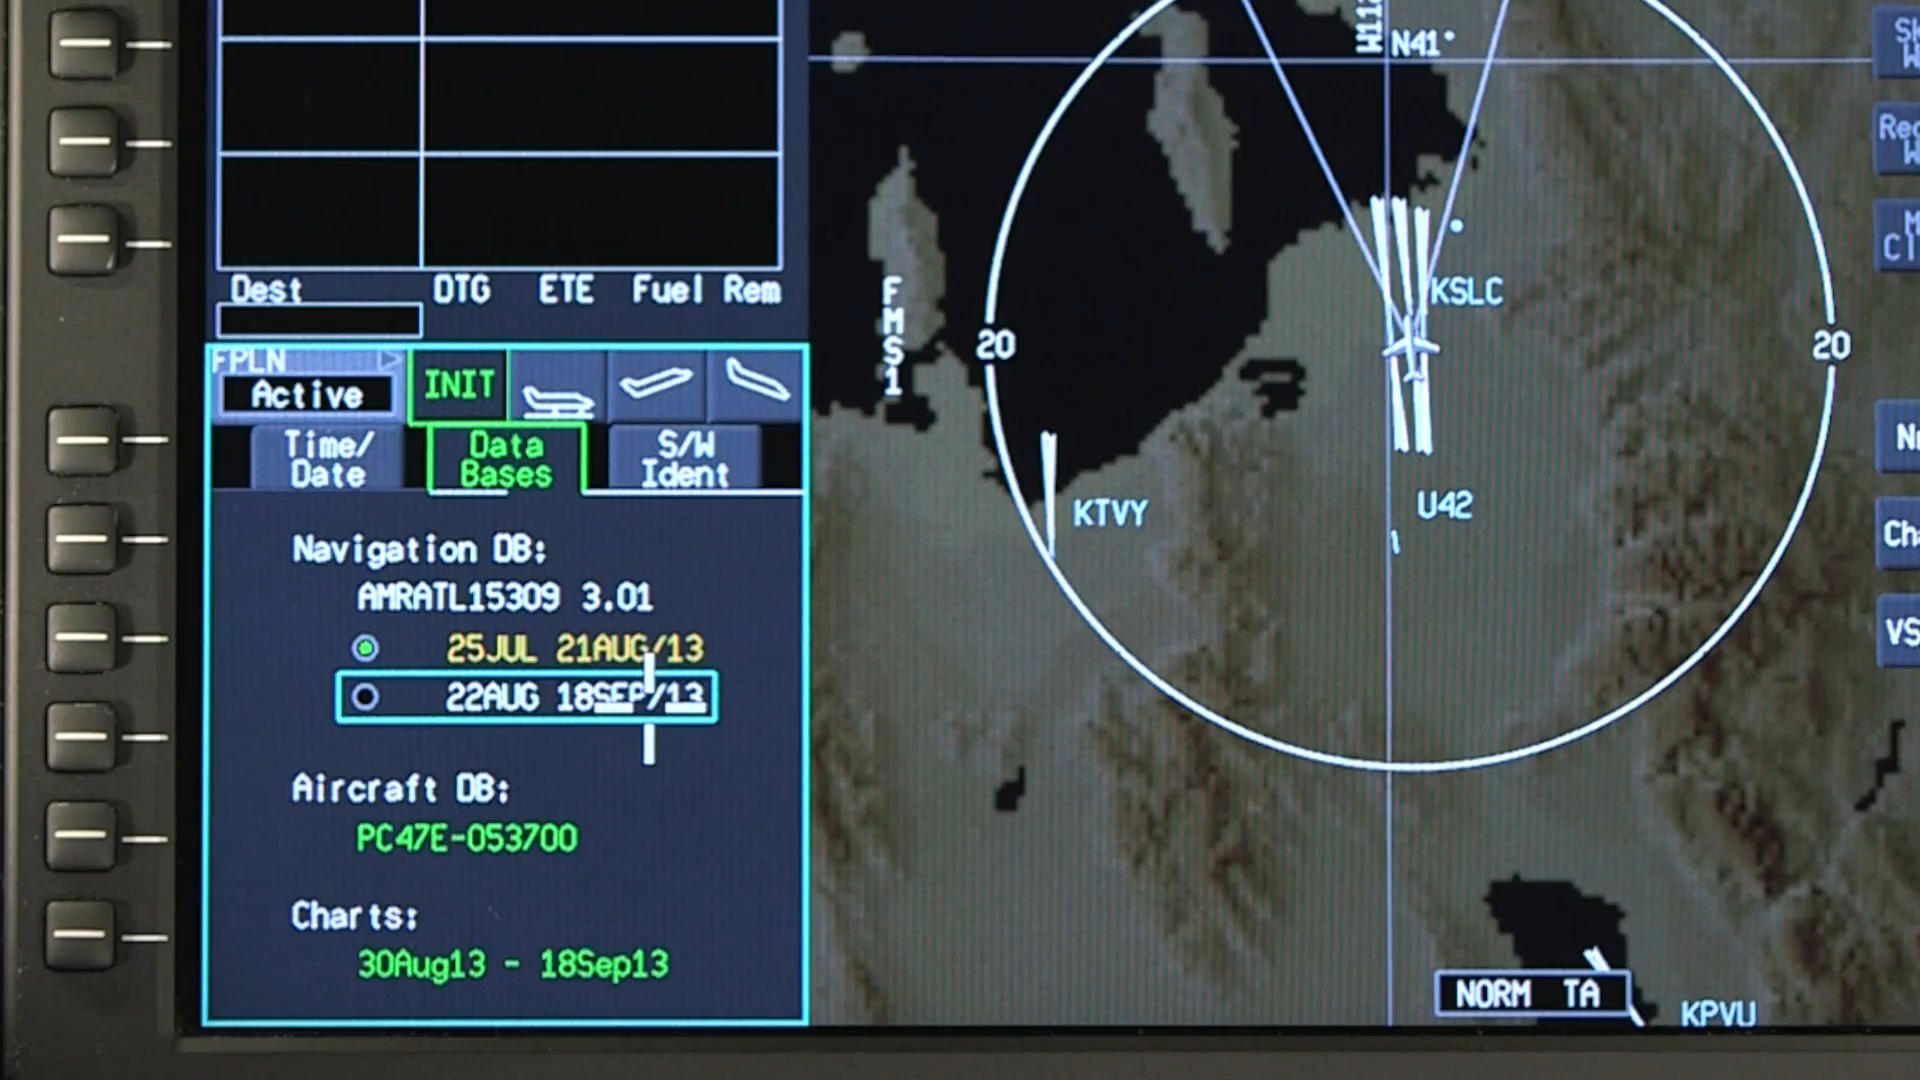 N41°
Dest DTG ETE Fuel Rem
FMS1
KSLC
20
20
FPLN
Active
INIT
Time/
Date
Data
Bases
S/W
Ident
KTVY
U42
Navigation DB:
AMRATL15309 3.01
25JUL 21AUG/13
22AUG 18SEP/13
Aircraft DB:
PC47E-053700
Charts:
30Aug13 - 18Sep13
NORM TA
KPVU